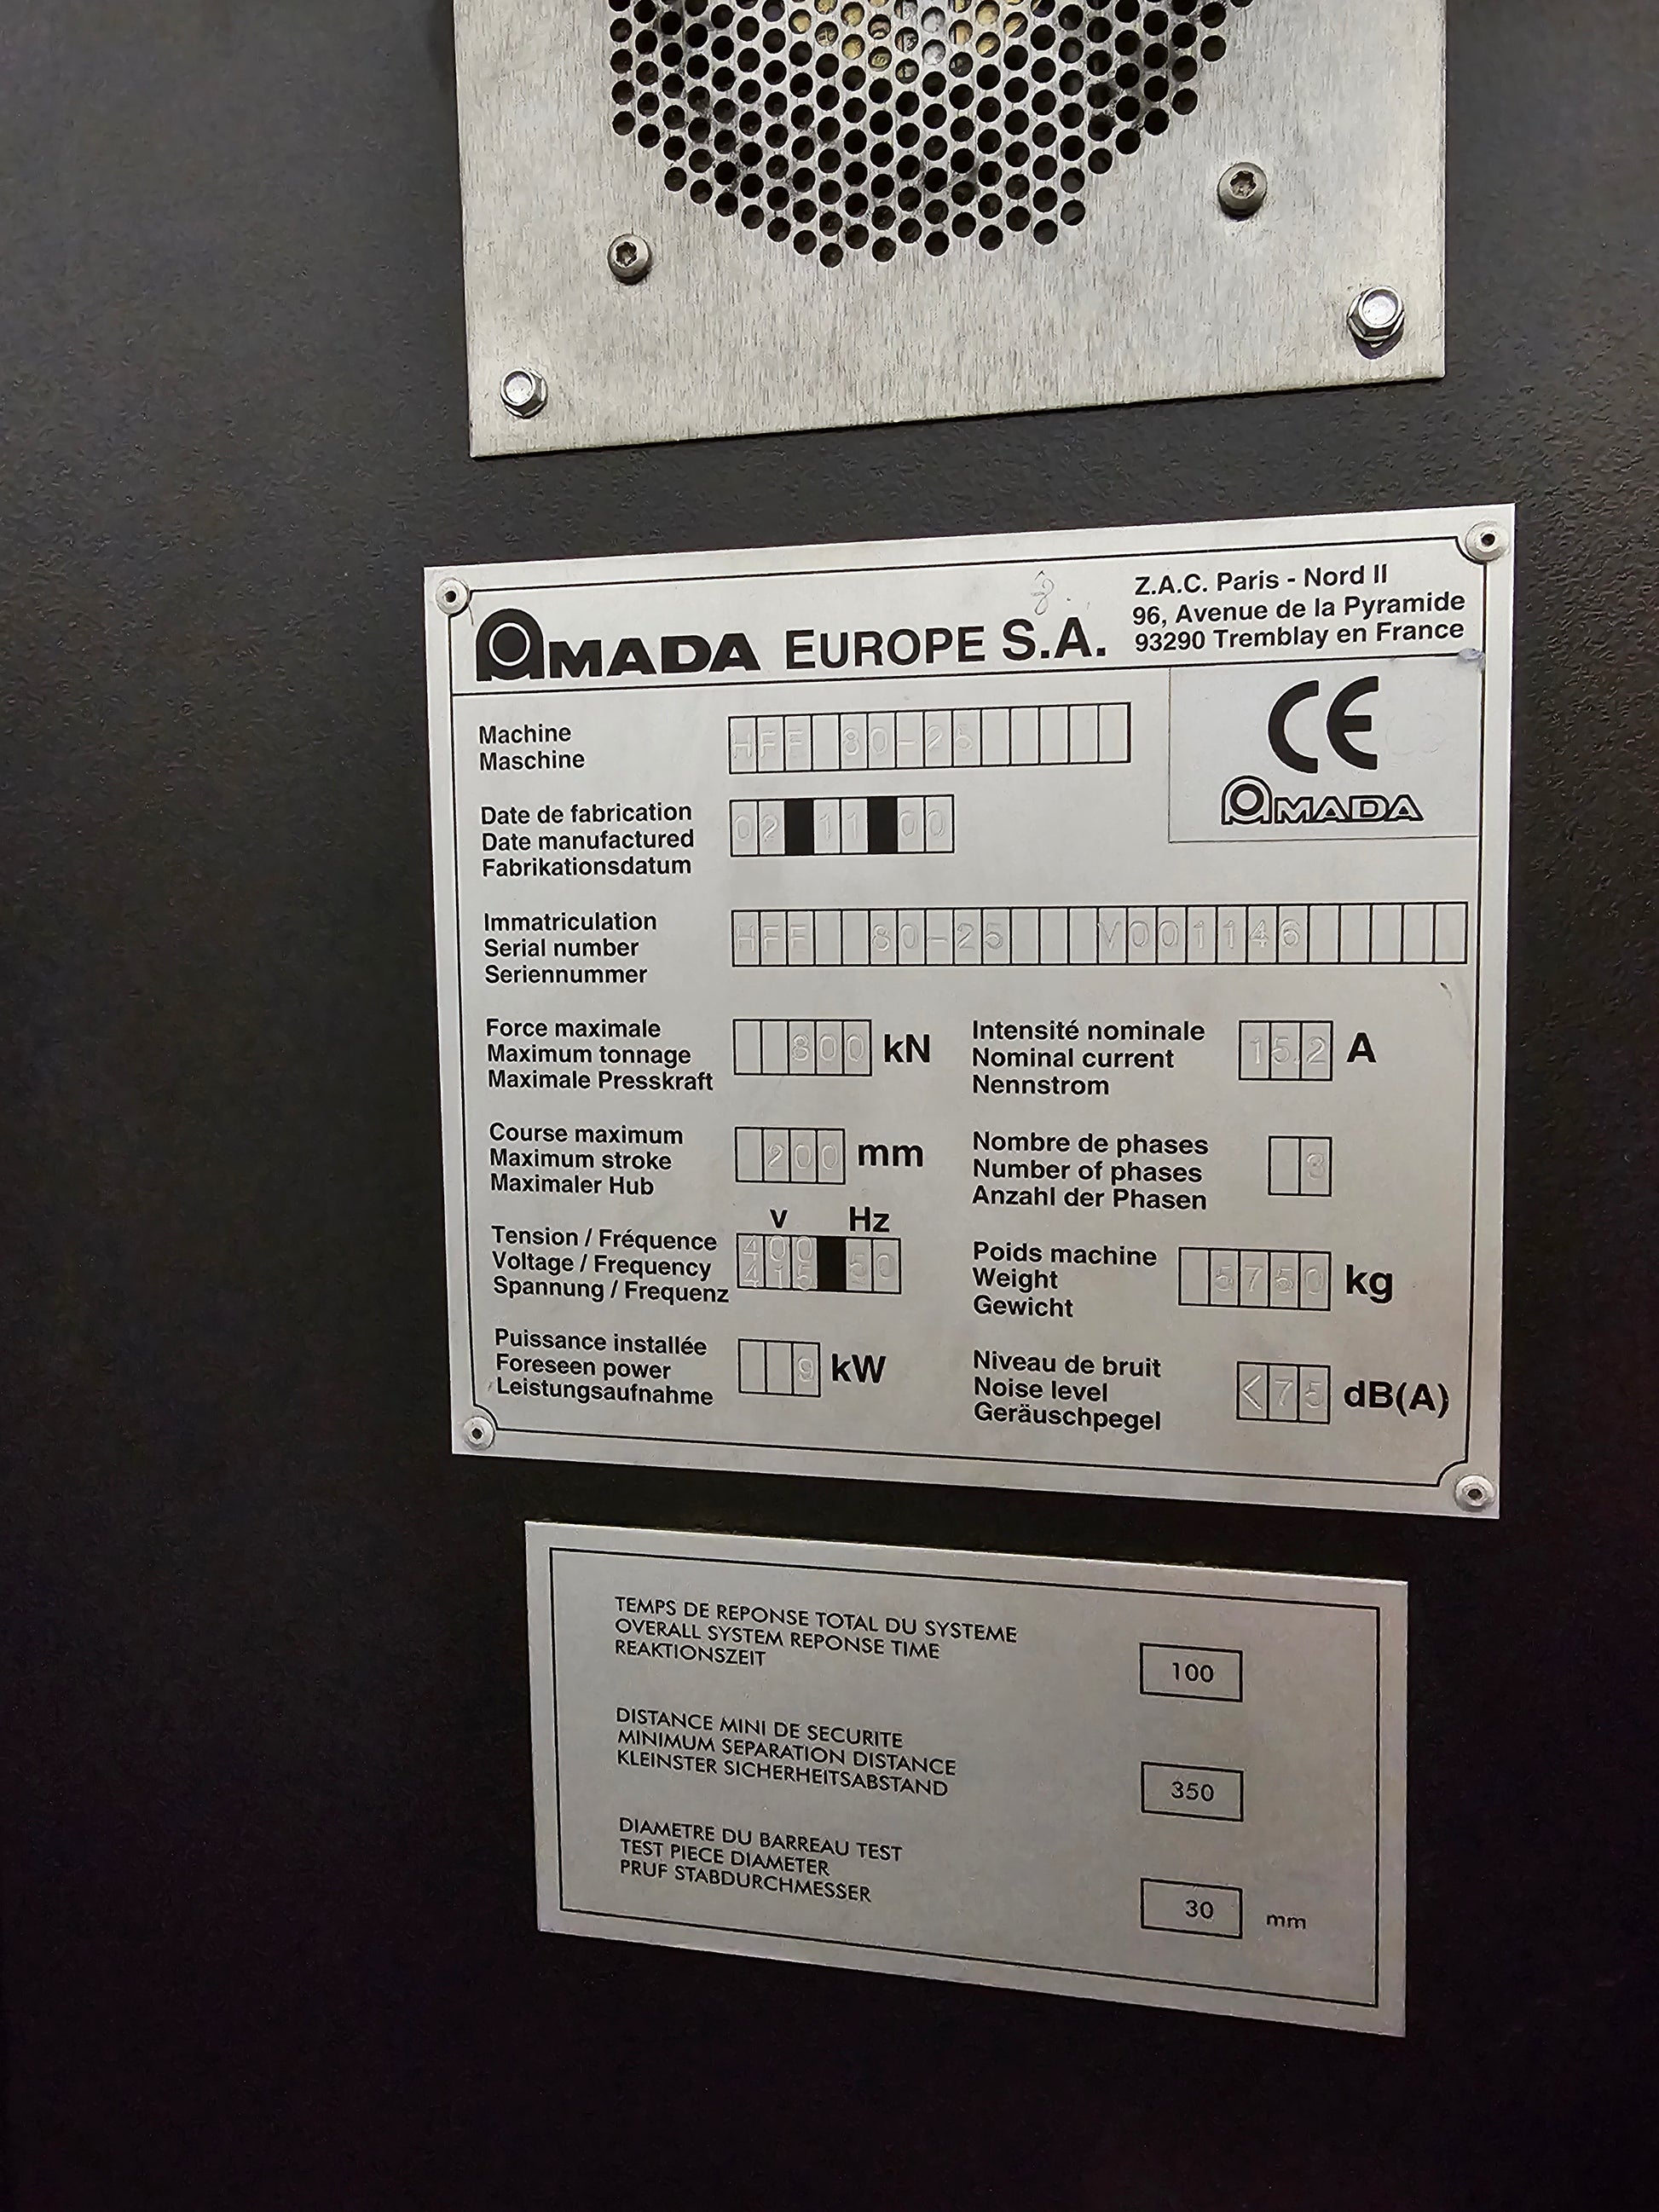 AMADA EUROPE S.A.
Z.A.C. Paris - Nord II
96, Avenue de la Pyramide
93290 Tremblay en France
CE
AMADA
Machine
Maschine
HFE 80-25
Date de fabrication
Date manufactured
Fabrikationsdatum
02 11 00
Immatriculation
Serial number
Seriennummer
HFE 80-25 V001146
Force maximale
Maximum tonnage
Maximale Presskraft
800 kN
Intensité nominale
Nominal current
Nennstrom
15.2 A
Course maximum
Maximum stroke
Maximaler Hub
200 mm
Nombre de phases
Number of phases
Anzahl der Phasen
3
V Hz
Tension / Fréquence
Voltage / Frequency
Spannung / Frequenz
400
415 50
Poids machine
Weight
Gewicht
5750 kg
Puissance installée
Foreseen power
Leistungsaufnahme
9 kW
Niveau de bruit
Noise level
Geräuschpegel
<75 dB(A)
TEMPS DE REPONSE TOTAL DU SYSTEME
OVERALL SYSTEM REPONSE TIME
REAKTIONSZEIT
100
DISTANCE MINI DE SECURITE
MINIMUM SEPARATION DISTANCE
KLEINSTER SICHERHEITSABSTAND
350
DIAMETRE DU BARREAU TEST
TEST PIECE DIAMETER
PRUF STABDURCHMESSER
30 mm